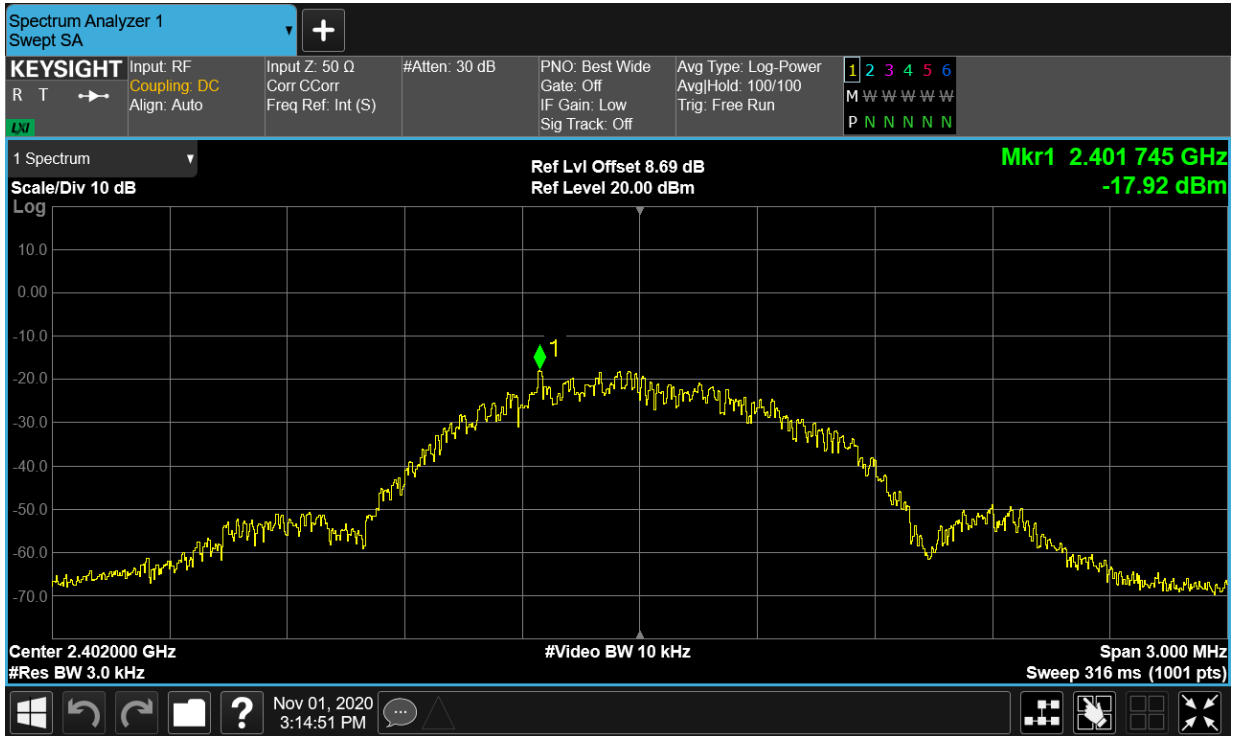 Spectrum Analyzer 1
Swept SA
KEYSIGHT
R T
LXI
Input: RF
Coupling: DC
Align: Auto
Input Z: 50 Ω
Corr CCorr
Freq Ref: Int (S)
#Atten: 30 dB
PNO: Best Wide
Gate: Off
IF Gain: Low
Sig Track: Off
Avg Type: Log-Power
Avg|Hold: 100/100
Trig: Free Run
1 2 3 4 5 6
M W W W W W
P N N N N N
1 Spectrum
Scale/Div 10 dB
Log
Ref Lvl Offset 8.69 dB
Ref Level 20.00 dBm
Mkr1 2.401 745 GHz
-17.92 dBm
10.0
0.00
-10.0
1
-20.0
-30.0
-40.0
-50.0
-60.0
-70.0
Center 2.402000 GHz
#Video BW 10 kHz
Span 3.000 MHz
#Res BW 3.0 kHz
Sweep 316 ms (1001 pts)
?
Nov 01, 2020
3:14:51 PM